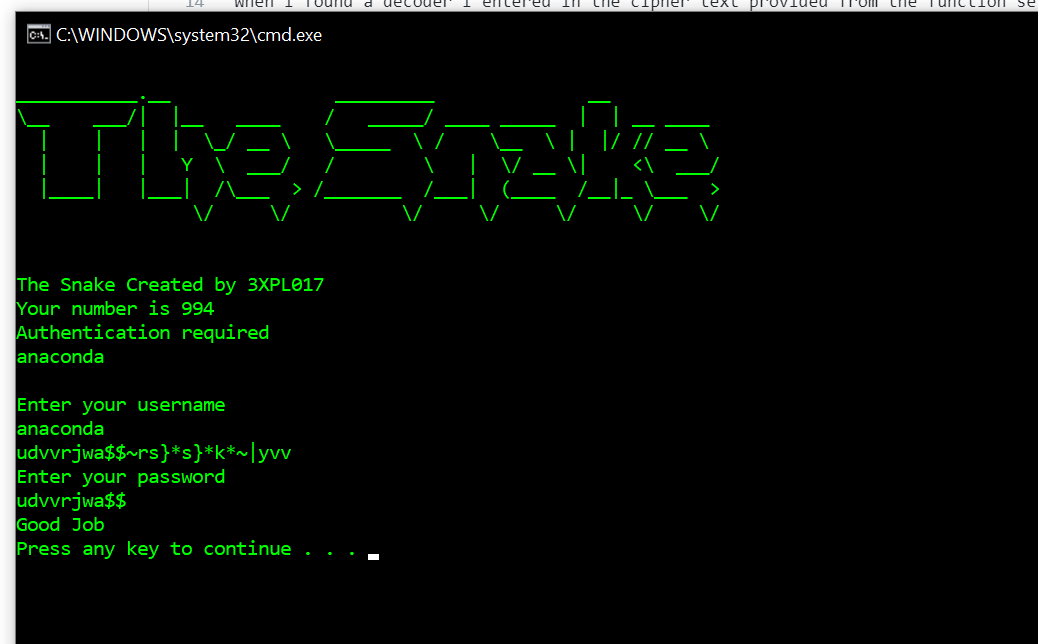 14 When I found a decoder I entered in the cipher text provided from the function se
C:\WINDOWS\system32\cmd.exe
The Snake
The Snake Created by 3XPL017
Your number is 994
Authentication required
anaconda
Enter your username
anaconda
udvvrjwa$$~rs}*s}*k*~|yvv
Enter your password
udvvrjwa$$
Good Job
Press any key to continue . . .